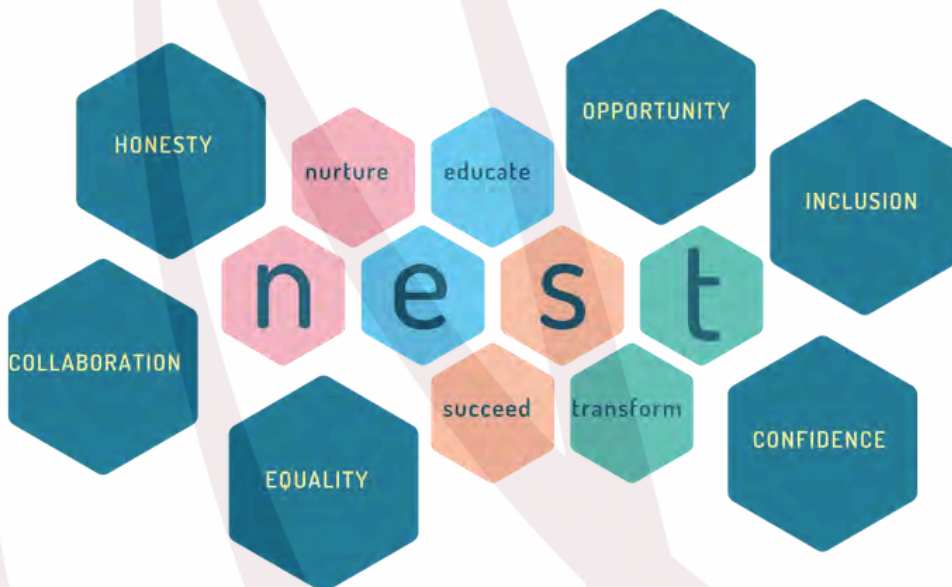 OPPORTUNITY
HONESTY
nurture
educate
INCLUSION
n e s t
COLLABORATION
succeed
transform
CONFIDENCE
EQUALITY